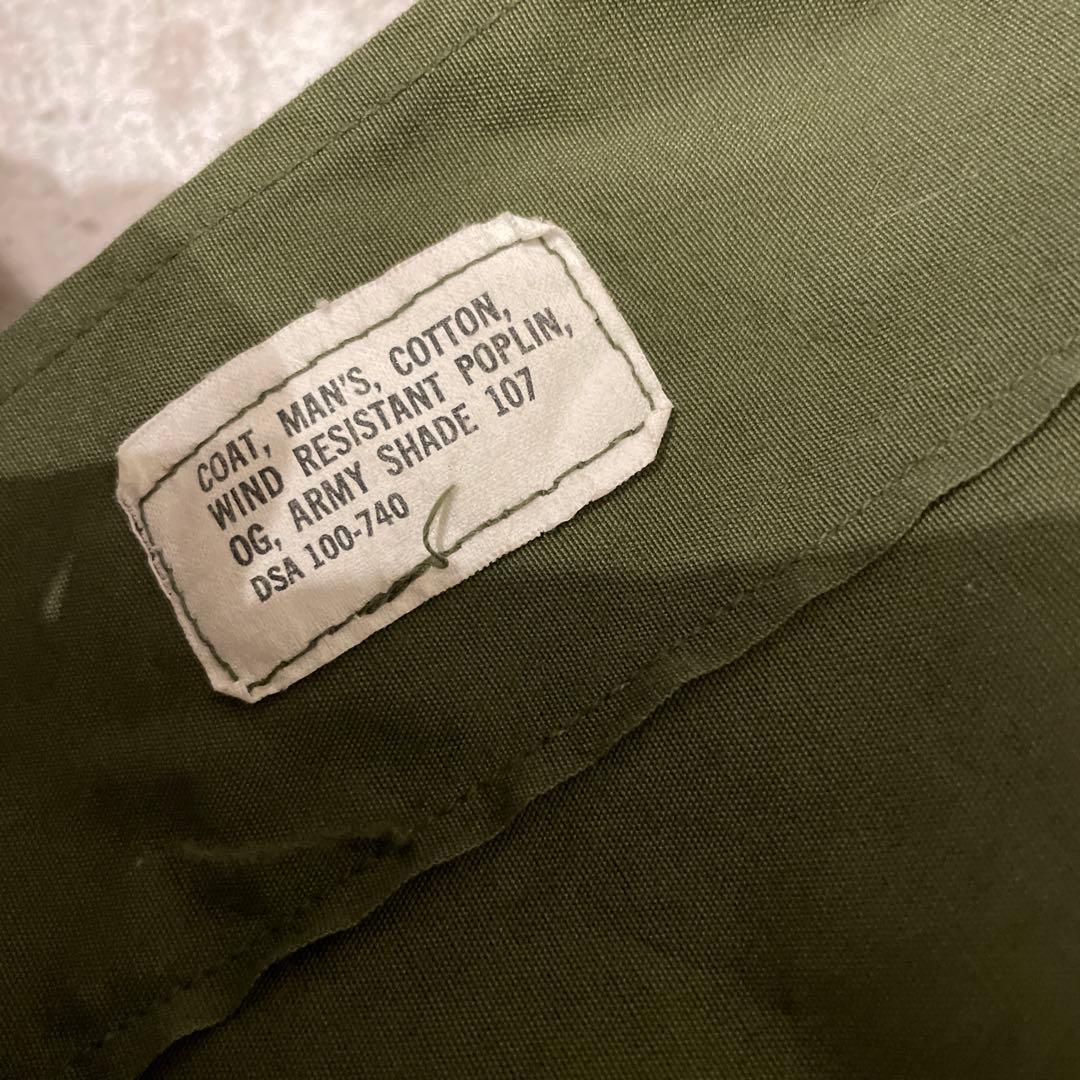 COAT, MAN'S, COTTON,
WIND RESISTANT POPLIN,
OG, ARMY SHADE 107
DSA 100-740